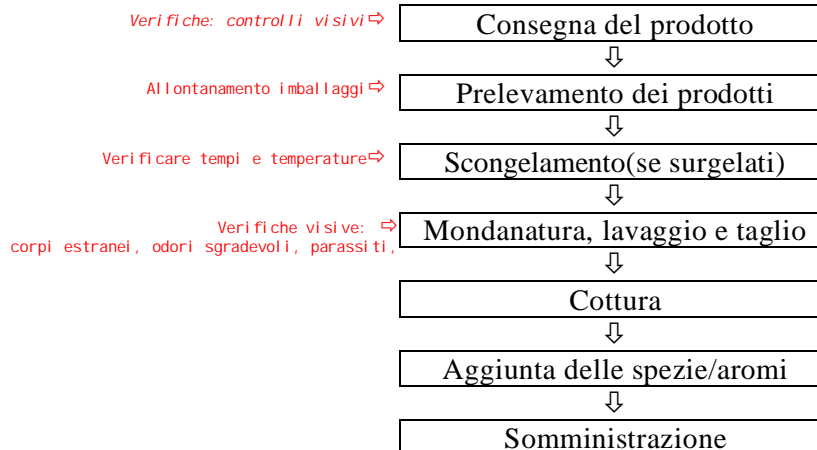 Verifiche: controlli visivi⇨ Consegna del prodotto
Allontanamento imballaggi⇨ Prelevamento dei prodotti
Verificare tempi e temperature⇨ Scongelamento(se surgelati)
Verifiche visive: ⇨
corpi estranei, odori sgradevoli, parassiti,
Mondanatura, lavaggio e taglio
Cottura
Aggiunta delle spezie/aromi
Somministrazione